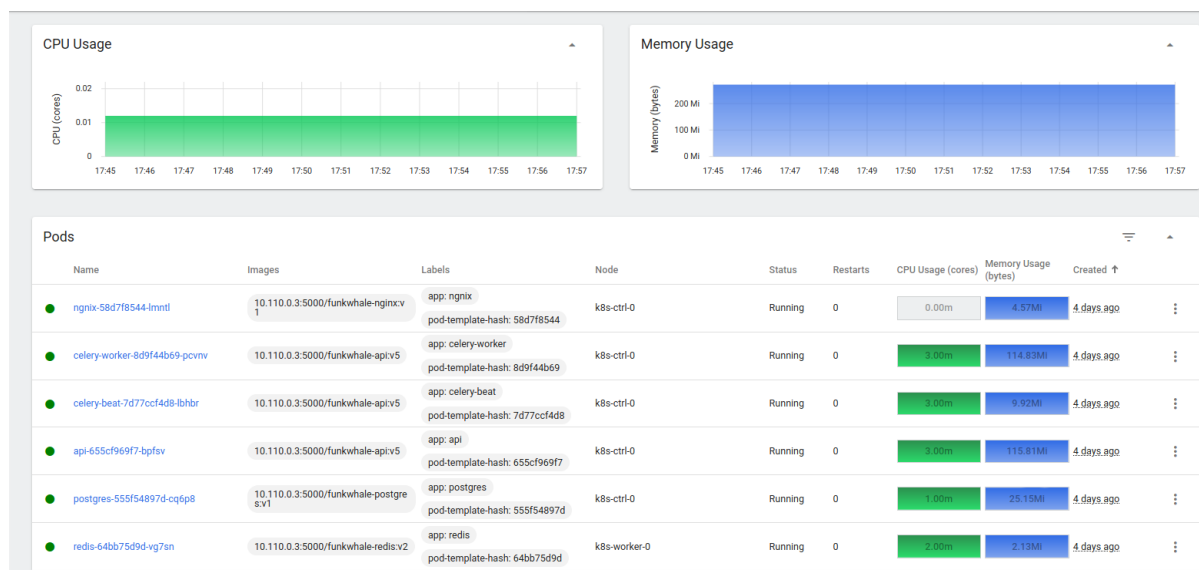 CPU Usage
Memory Usage
CPU (cores)
0.02
0.01
0
17:45 17:46 17:47 17:48 17:49 17:50 17:51 17:52 17:53 17:54 17:55 17:56 17:57
Memory (bytes)
200 Mi
100 Mi
0 Mi
17:45 17:46 17:47 17:48 17:49 17:50 17:51 17:52 17:53 17:54 17:55 17:56 17:57
Pods
Name Images Labels Node Status Restarts CPU Usage (cores) Memory Usage (bytes) Created
ngnix-58d7f8544-lmntl
10.110.0.3:5000/funkwhale-nginx:v
1
app: ngnix
pod-template-hash: 58d7f8544
k8s-ctrl-0 Running 0 0.00m 4.57Mi 4 days ago
celery-worker-8d9f44b69-pcvnv
10.110.0.3:5000/funkwhale-api:v5
app: celery-worker
pod-template-hash: 8d9f44b69
k8s-ctrl-0 Running 0 3.00m 114.83Mi 4 days ago
celery-beat-7d77ccf4d8-lbhbr
10.110.0.3:5000/funkwhale-api:v5
app: celery-beat
pod-template-hash: 7d77ccf4d8
k8s-ctrl-0 Running 0 3.00m 9.92Mi 4 days ago
api-655cf969f7-bpfsv
10.110.0.3:5000/funkwhale-api:v5
app: api
pod-template-hash: 655cf969f7
k8s-ctrl-0 Running 0 3.00m 115.81Mi 4 days ago
postgres-555f54897d-cq6p8
10.110.0.3:5000/funkwhale-postgre
s:v1
app: postgres
pod-template-hash: 555f54897d
k8s-ctrl-0 Running 0 1.00m 25.15Mi 4 days ago
redis-64bb75d9d-vg7sn
10.110.0.3:5000/funkwhale-redis:v2
app: redis
pod-template-hash: 64bb75d9d
k8s-worker-0 Running 0 2.00m 2.13Mi 4 days ago